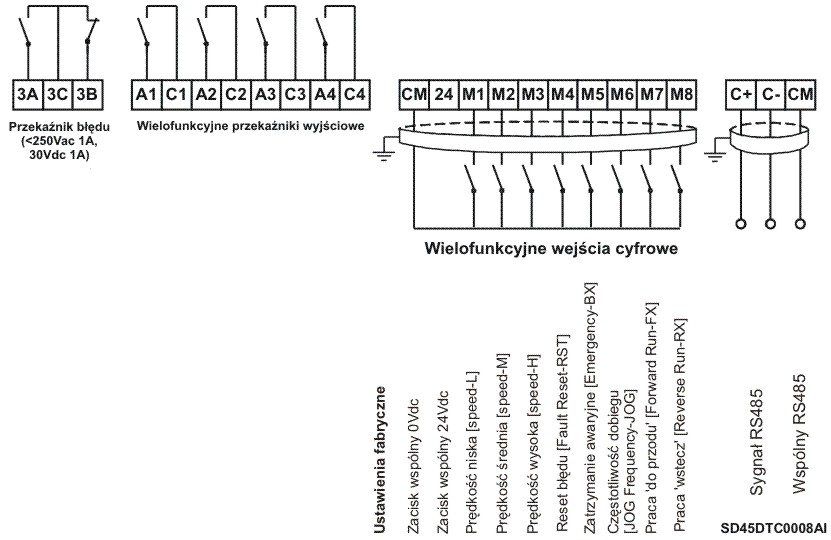 3A 3C 3B
A1 C1 A2 C2 A3 C3 A4 C4
CM 24 M1 M2 M3 M4 M5 M6 M7 M8
C+ C- CM
Przekaźnik błędu
(<250Vac 1A,
30Vdc 1A)
Wielofunkcyjne przekaźniki wyjściowe
Wielofunkcyjne wejścia cyfrowe
Ustawienia fabryczne
Zacisk wspólny 0Vdc
Zacisk wspólny 24Vdc
Prędkość niska [speed-L]
Prędkość średnia [speed-M]
Prędkość wysoka [speed-H]
Reset błędu [Fault Reset-RST]
Zatrzymanie awaryjne [Emergency-BX]
Częstotliwość dobiegu
[JOG Frequency-JOG]
Praca 'do przodu' [Forward Run-FX]
Praca 'wstecz' [Reverse Run-RX]
Sygnał RS485
Wspólny RS485
SD45DTC0008AI